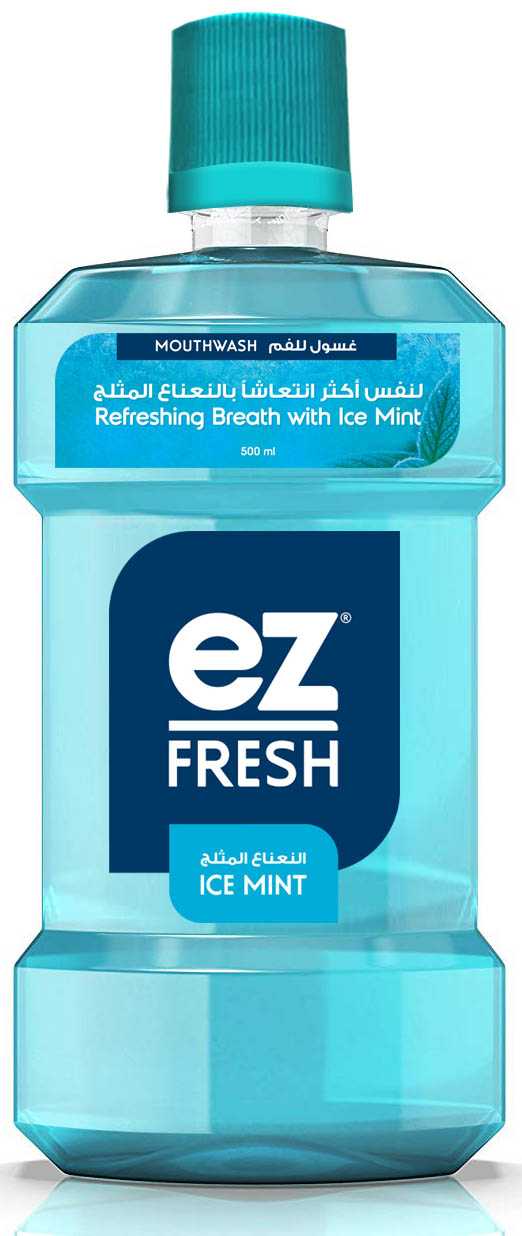 MOUTHWASH غسول للفم
لنفس أكثر انتعاشاً بالنعناع المثلج
Refreshing Breath with Ice Mint
500 ml
ez®
FRESH
النعناع المثلج
ICE MINT